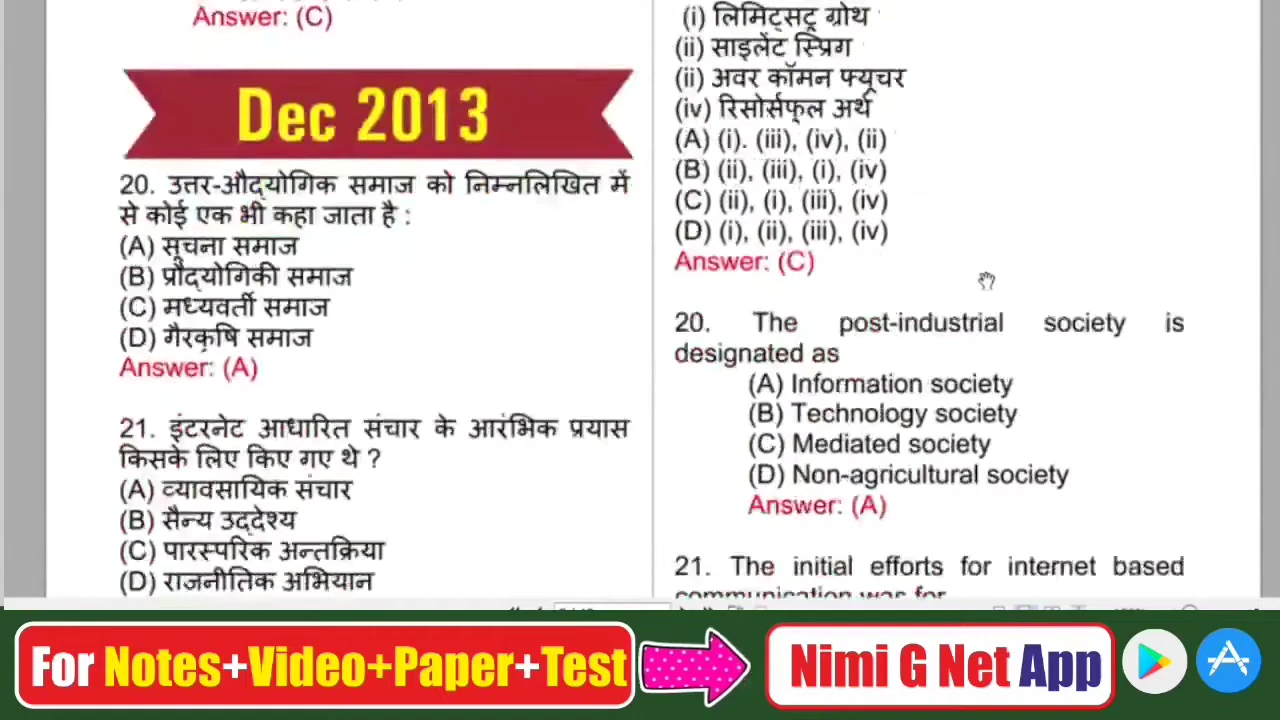 Answer: (C)
Dec 2013
20. उत्तर-औद्योगिक समाज को निम्नलिखित में
से कोई एक भी कहा जाता है :
(A) सूचना समाज
(B) प्रौद्योगिकी समाज
(C) मध्यवर्ती समाज
(D) गैरकृषि समाज
Answer: (A)
21. इंटरनेट आधारित संचार के आरंभिक प्रयास
किसके लिए किए गए थे ?
(A) व्यावसायिक संचार
(B) सैन्य उद्देश्य
(C) पारस्परिक अन्तक्रिया
(D) राजनीतिक अभियान
(i) लिमिट्सटू ग्रोथ
(ii) साइलेंट स्प्रिग
(ii) अवर कॉमन फ्यूचर
(iv) रिसोर्सफूल अर्थ
(A) (i). (iii), (iv), (ii)
(B) (ii), (iii), (i), (iv)
(C) (ii), (i), (iii), (iv)
(D) (i), (ii), (iii), (iv)
Answer: (C)
20. The post-industrial society is
designated as
(A) Information society
(B) Technology society
(C) Mediated society
(D) Non-agricultural society
Answer: (A)
21. The initial efforts for internet based
communication was for
For Notes+Video+Paper+Test
Nimi G Net App